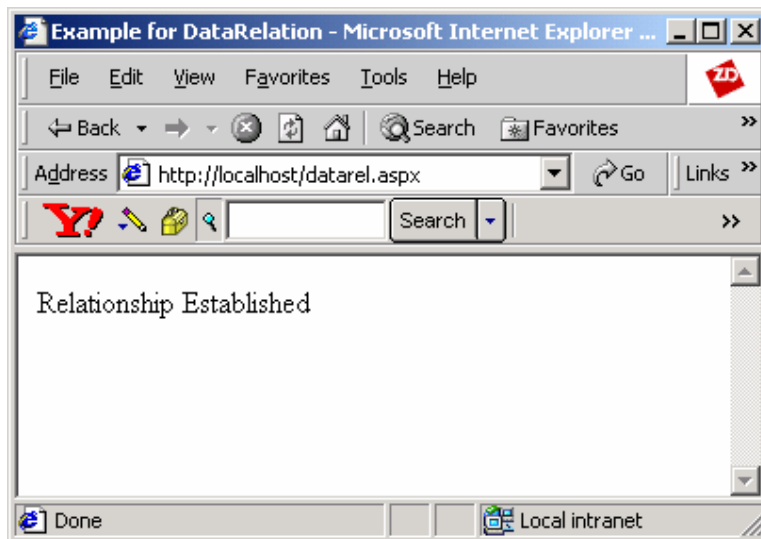 Example for DataRelation - Microsoft Internet Explorer ...
File Edit View Favorites Tools Help
ZD
Back Search Favorites »
Address http://localhost/datarel.aspx Go Links »
Y! Search »
Relationship Established
Done Local intranet